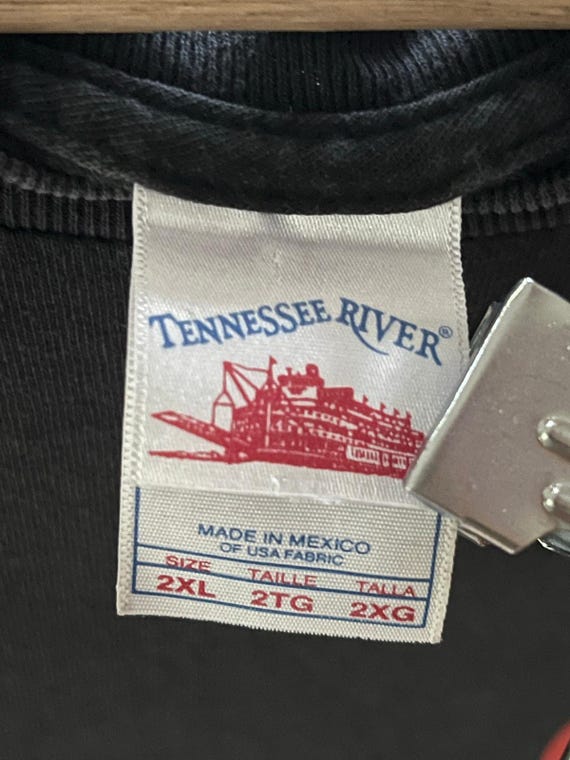 TENNESSEE RIVER®
MADE IN MEXICO
OF USA FABRIC
SIZE TAILLE TALLA
2XL 2TG 2XG